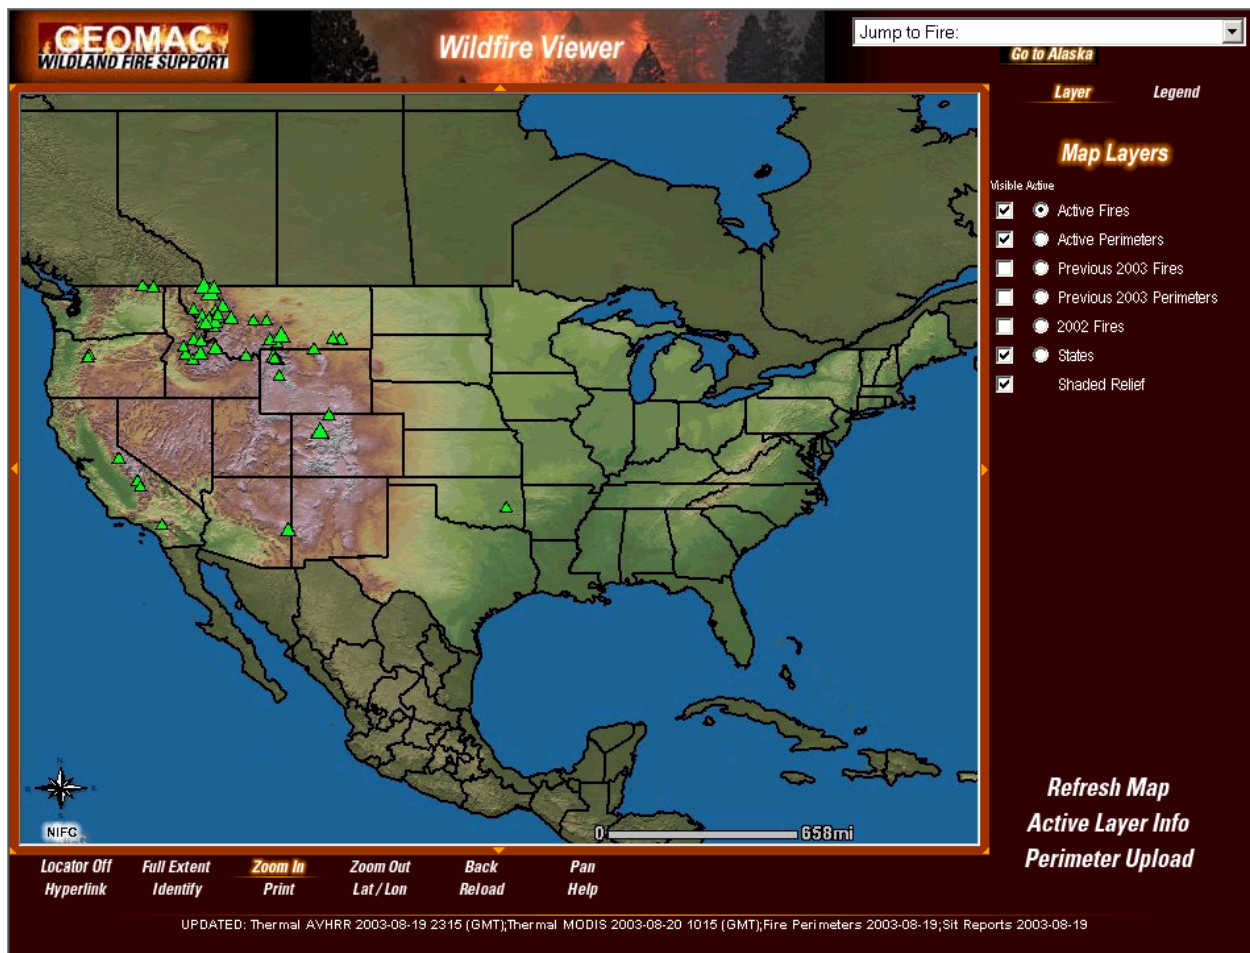 GEOMAC
WILDLAND FIRE SUPPORT
Wildfire Viewer
Jump to Fire:
Go to Alaska
Layer Legend
Map Layers
Visible Active
Active Fires
Active Perimeters
Previous 2003 Fires
Previous 2003 Perimeters
2002 Fires
States
Shaded Relief
N
NIFC
0 658mi
Refresh Map
Active Layer Info
Perimeter Upload
Locator Off Full Extent Zoom In Zoom Out Back Pan
Hyperlink Identify Print Lat / Lon Reload Help
UPDATED: Thermal AVHRR 2003-08-19 2315 (GMT);Thermal MODIS 2003-08-20 1015 (GMT);Fire Perimeters 2003-08-19;Sit Reports 2003-08-19